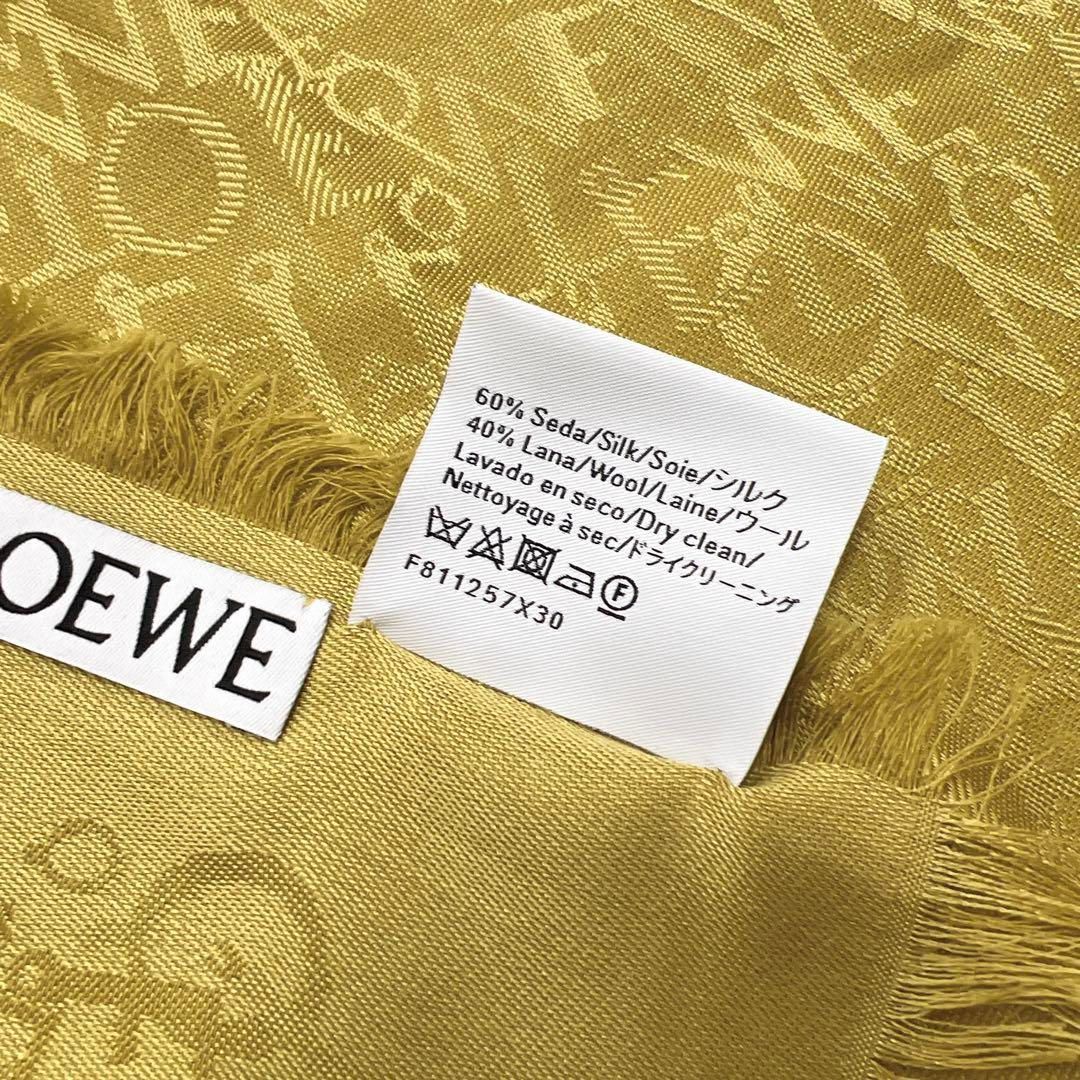 60% Seda/Silk/Soie/シルク
40% Lana/Wool/Laine/ウール
Lavado en seco/Dry clean/
Nettoyage à sec/ドライクリーニング
F
F811257X30
OEWE